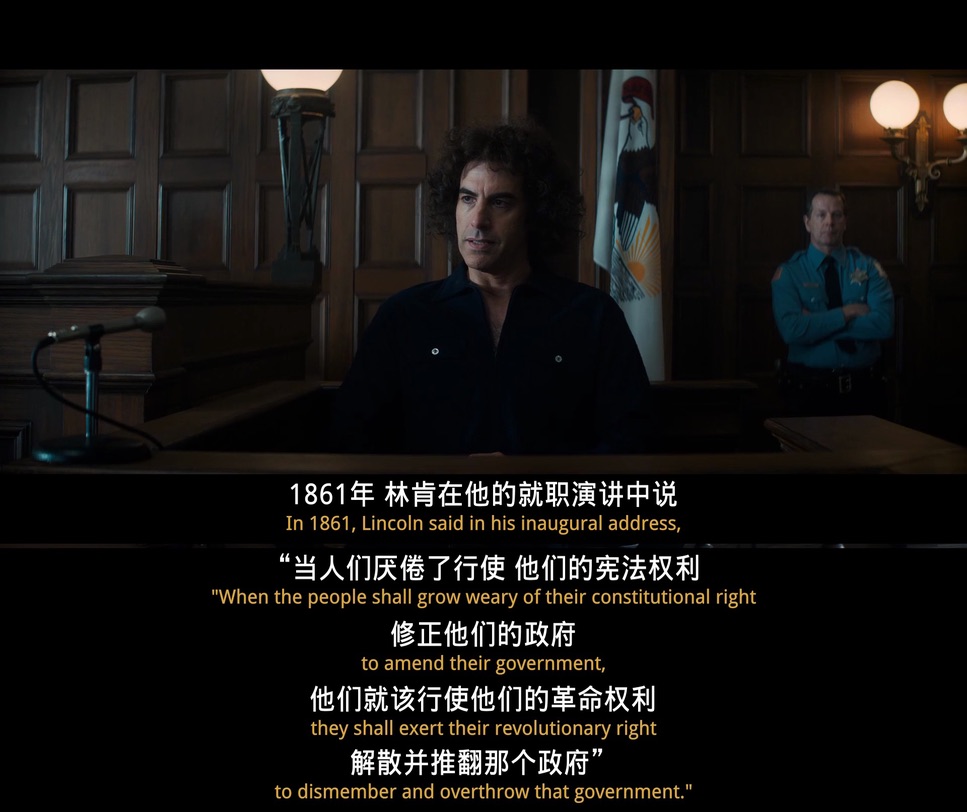 1861年 林肯在他的就职演讲中说
In 1861, Lincoln said in his inaugural address,
“当人们厌倦了行使 他们的宪法权利
"When the people shall grow weary of their constitutional right
修正他们的政府
to amend their government,
他们就该行使他们的革命权利
they shall exert their revolutionary right
解散并推翻那个政府”
to dismember and overthrow that government."